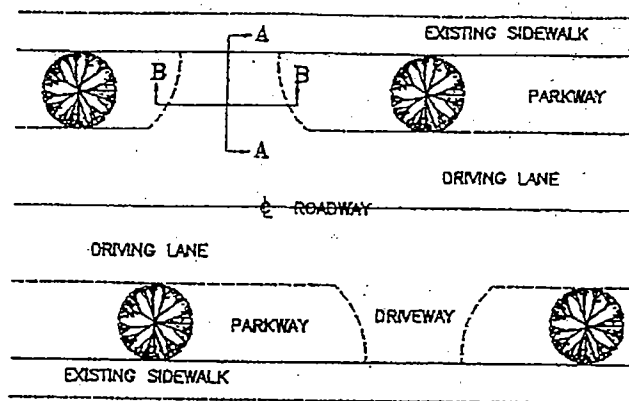 EXISTING SIDEWALK
A
B
B
PARKWAY
A
DRIVING LANE
℄ ROADWAY
DRIVING LANE
PARKWAY
DRIVEWAY
EXISTING SIDEWALK